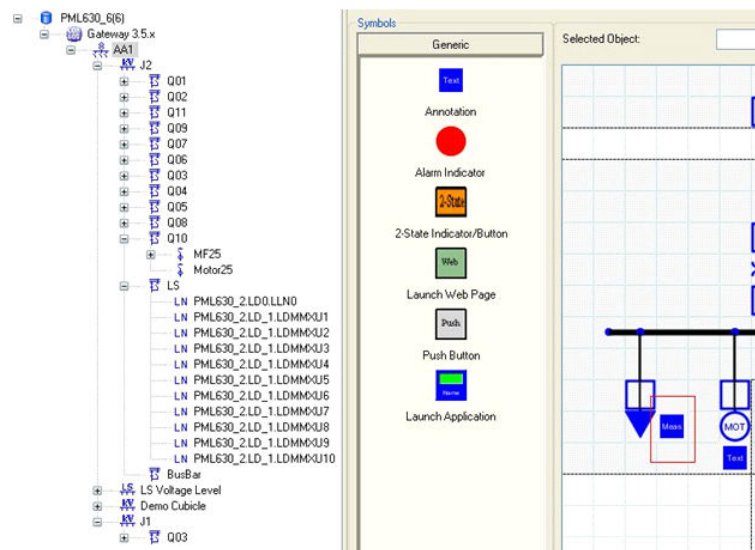 PML630_6(6)
Gateway 3.5.x
AA1
J2
Q01
Q02
Q11
Q09
Q07
Q06
Q03
Q04
Q05
Q08
Q10
MF25
Motor25
LS
LN PML630_2.LD0.LLN0
LN PML630_2.LD_1.LDMMXU1
LN PML630_2.LD_1.LDMMXU2
LN PML630_2.LD_1.LDMMXU3
LN PML630_2.LD_1.LDMMXU4
LN PML630_2.LD_1.LDMMXU5
LN PML630_2.LD_1.LDMMXU6
LN PML630_2.LD_1.LDMMXU7
LN PML630_2.LD_1.LDMMXU8
LN PML630_2.LD_1.LDMMXU9
LN PML630_2.LD_1.LDMMXU10
BusBar
LS Voltage Level
Demo Cubicle
J1
Q03
Symbols
Generic
Text
Annotation
Alarm Indicator
2-State
2-State Indicator/Button
Web
Launch Web Page
Push
Push Button
Name
Launch Application
Selected Object:
Meas
MOT
Text